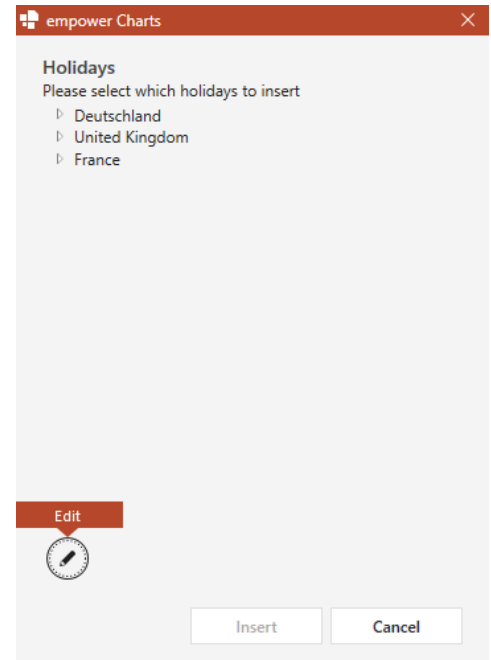 empower Charts
Holidays
Please select which holidays to insert
Deutschland
United Kingdom
France
Edit
Insert
Cancel